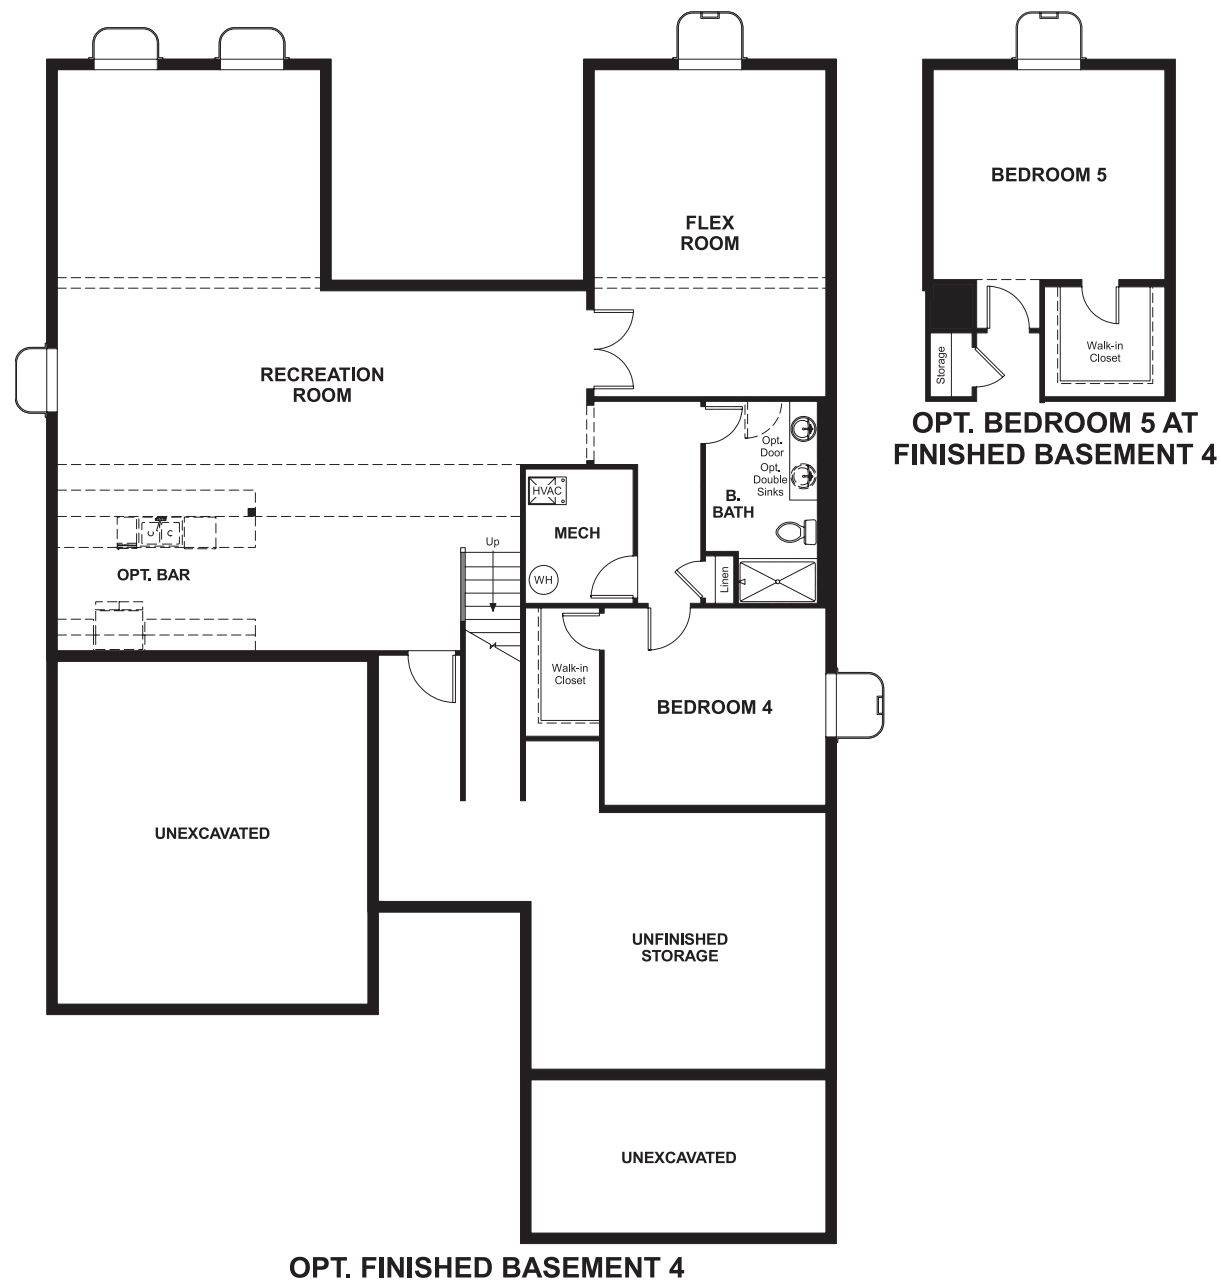 BEDROOM 5
FLEX
ROOM
Storage
Walk-in
Closet
RECREATION
ROOM
OPT. BEDROOM 5 AT
FINISHED BASEMENT 4
Opt.
Door
Opt.
Double
Sinks
B.
BATH
HVAC
MECH
Up
C
C
OPT. BAR
WH
Linen
Walk-in
Closet
BEDROOM 4
UNEXCAVATED
UNFINISHED
STORAGE
UNEXCAVATED
OPT. FINISHED BASEMENT 4